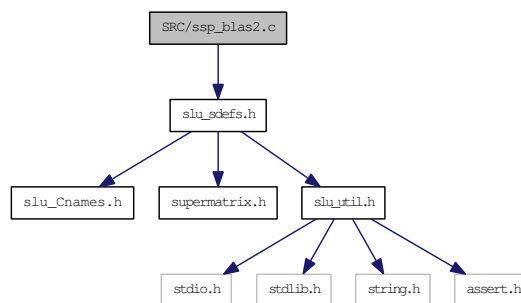 SRC/ssp_blas2.c
slu_sdefs.h
slu_Cnames.h
supermatrix.h
slu_util.h
stdio.h
stdlib.h
string.h
assert.h